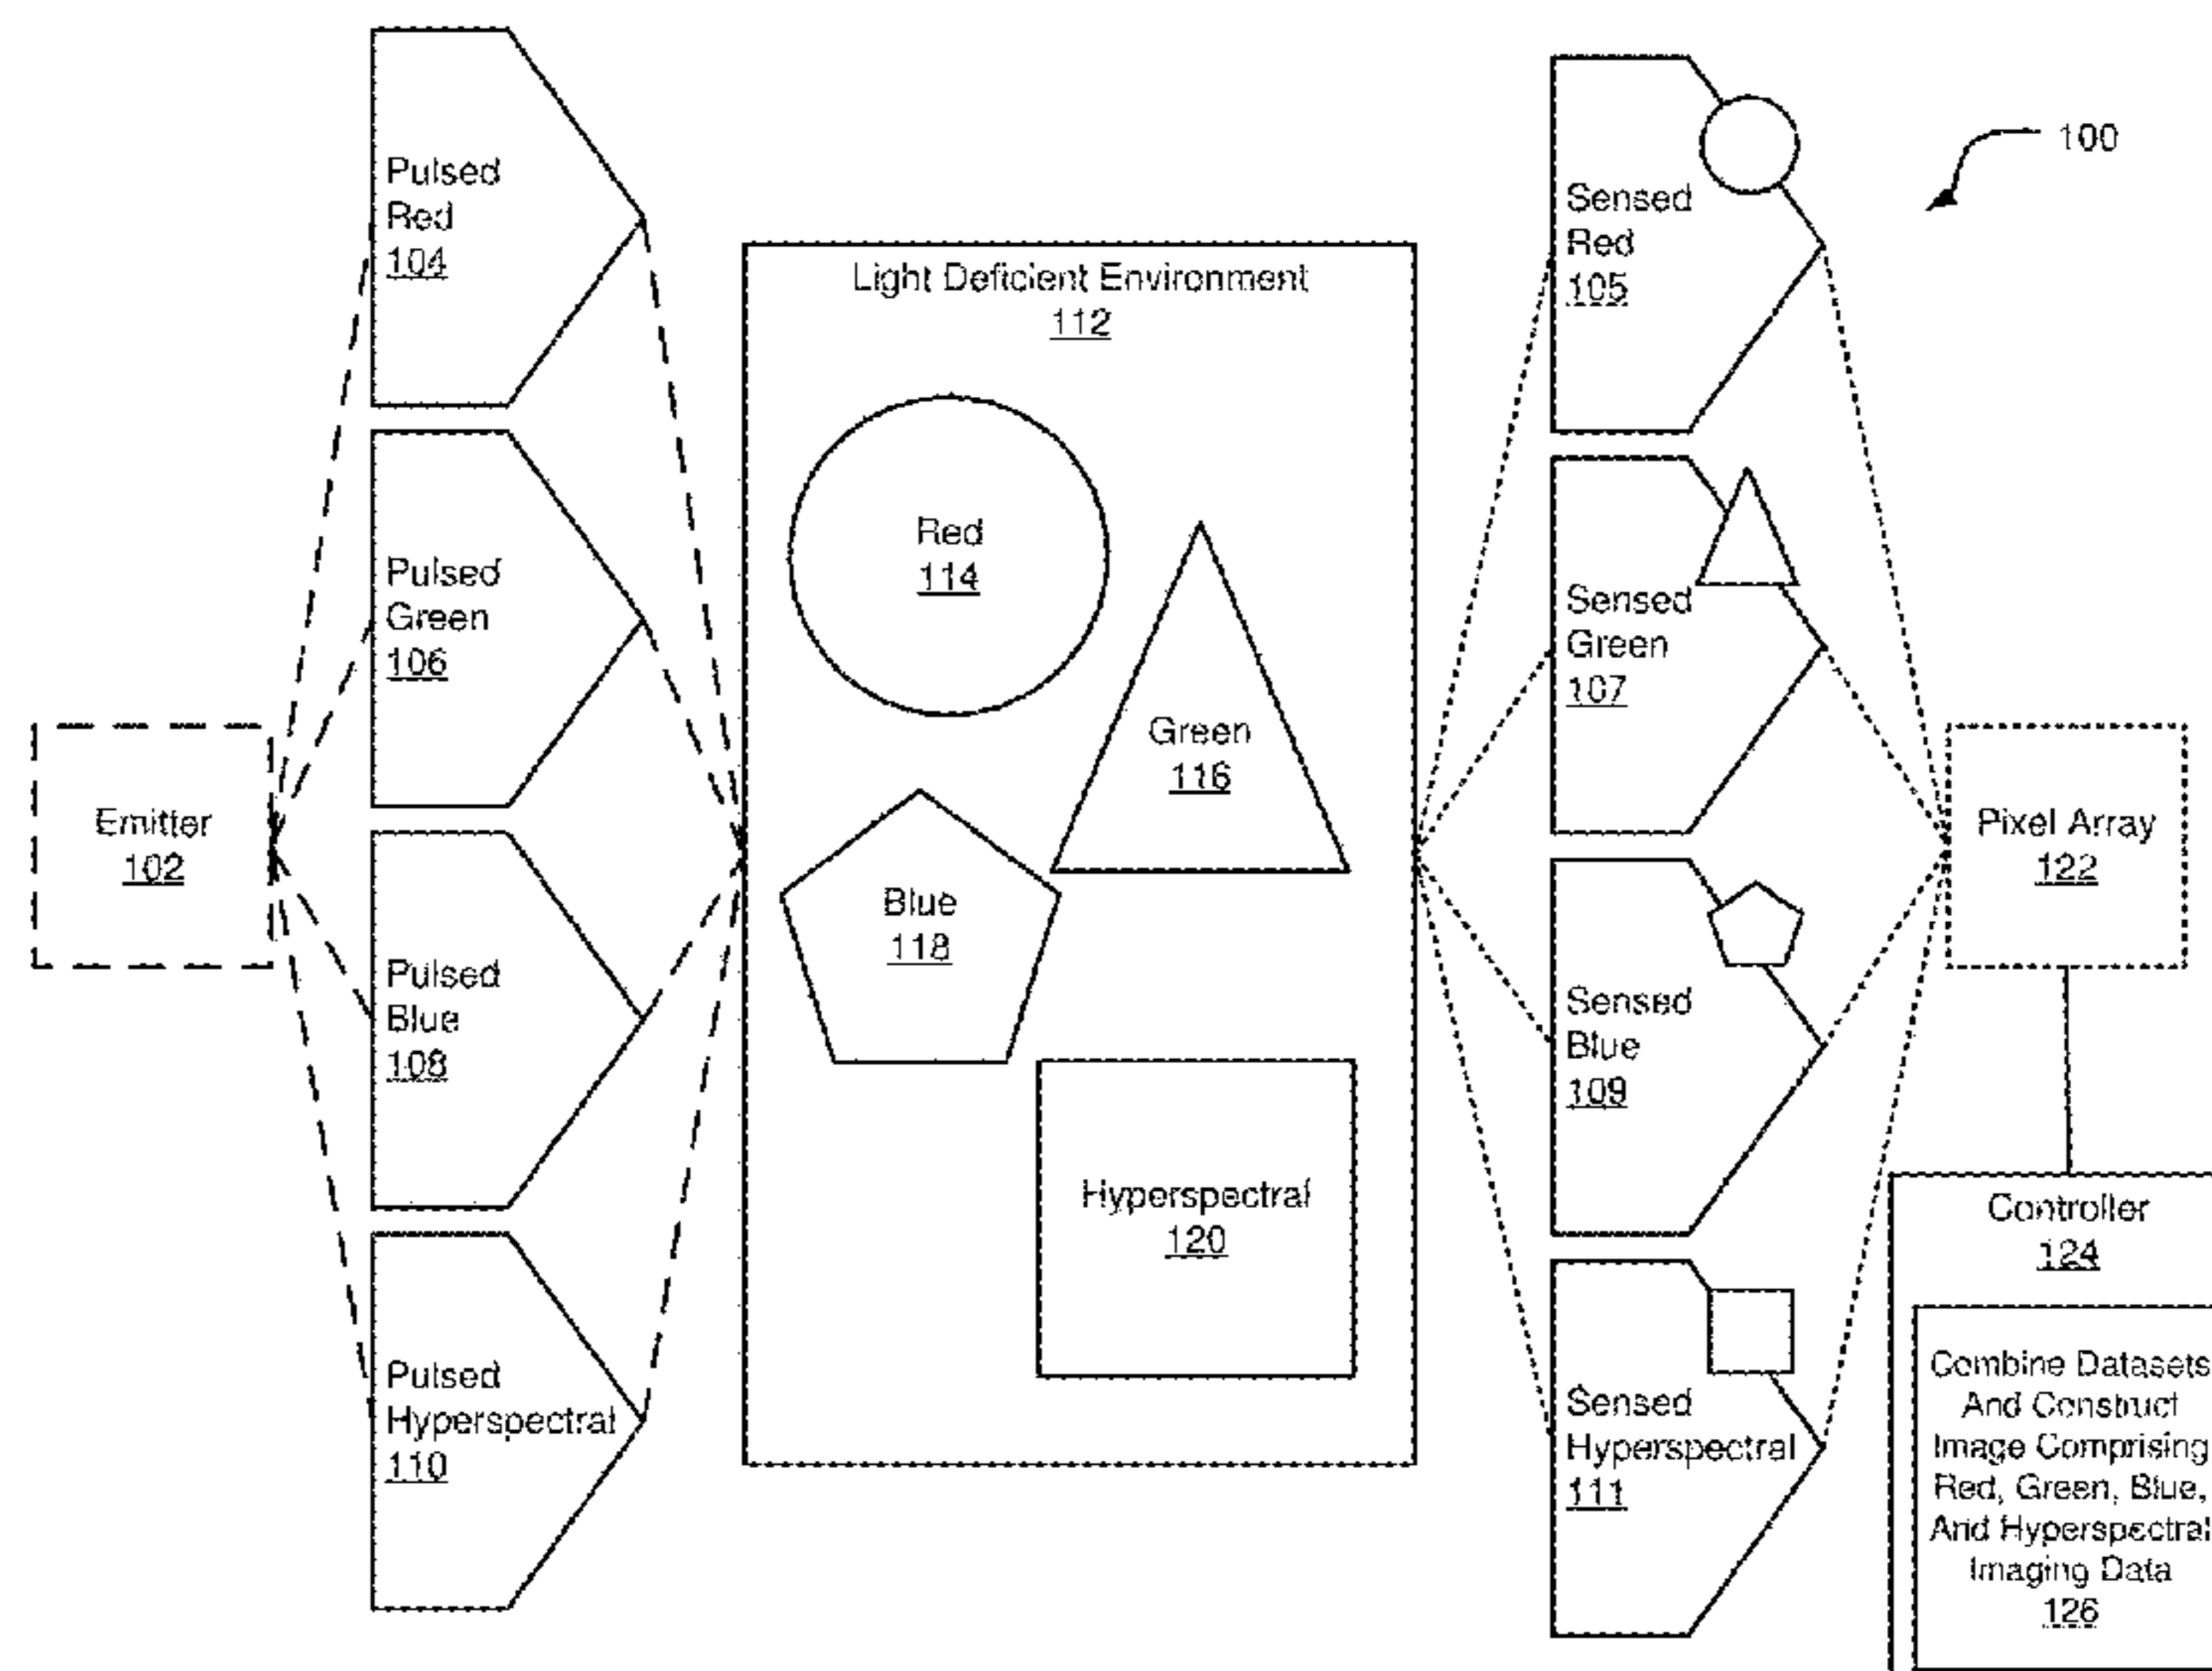 Pulsed
Red
104
Pulsed
Green
106
Pulsed
Blue
108
Pulsed
Hyperspectral
110
Emitter
102
Light Deficient Environment
112
Red
114
Green
116
Blue
118
Hyperspectral
120
Sensed
Red
105
Sensed
Green
107
Sensed
Blue
109
Sensed
Hyperspectral
111
100
Pixel Array
122
Controller
124
Combine Datasets
And Construct
Image Comprising
Red, Green, Blue,
And Hyperspectral
Imaging Data
126